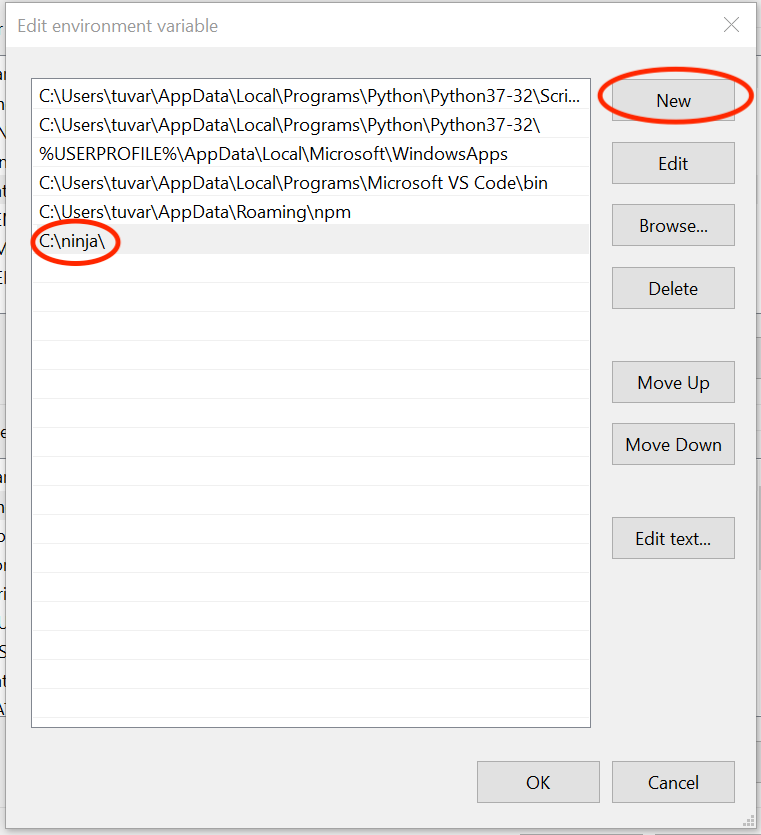 Edit environment variable
C:\Users\tuvar\AppData\Local\Programs\Python\Python37-32\Scri...
C:\Users\tuvar\AppData\Local\Programs\Python\Python37-32\
%USERPROFILE%\AppData\Local\Microsoft\WindowsApps
C:\Users\tuvar\AppData\Local\Programs\Microsoft VS Code\bin
C:\Users\tuvar\AppData\Roaming\npm
C:\ninja\
New
Edit
Browse...
Delete
Move Up
Move Down
Edit text...
OK
Cancel